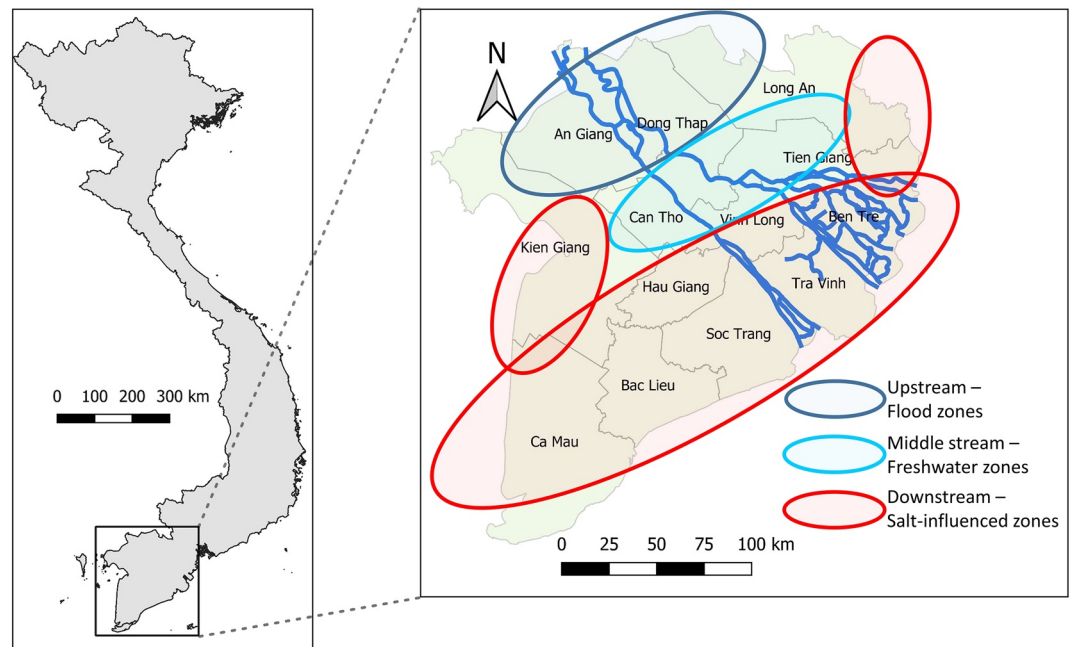 N
Long An
Dong Thap
An Giang
Tien Giang
Can Tho
Vinh Long
Ben Tre
Kien Giang
Hau Giang
Tra Vinh
Soc Trang
Bac Lieu
Ca Mau
0 100 200 300 km
Upstream –
Flood zones
Middle stream –
Freshwater zones
Downstream –
Salt-influenced zones
0 25 50 75 100 km